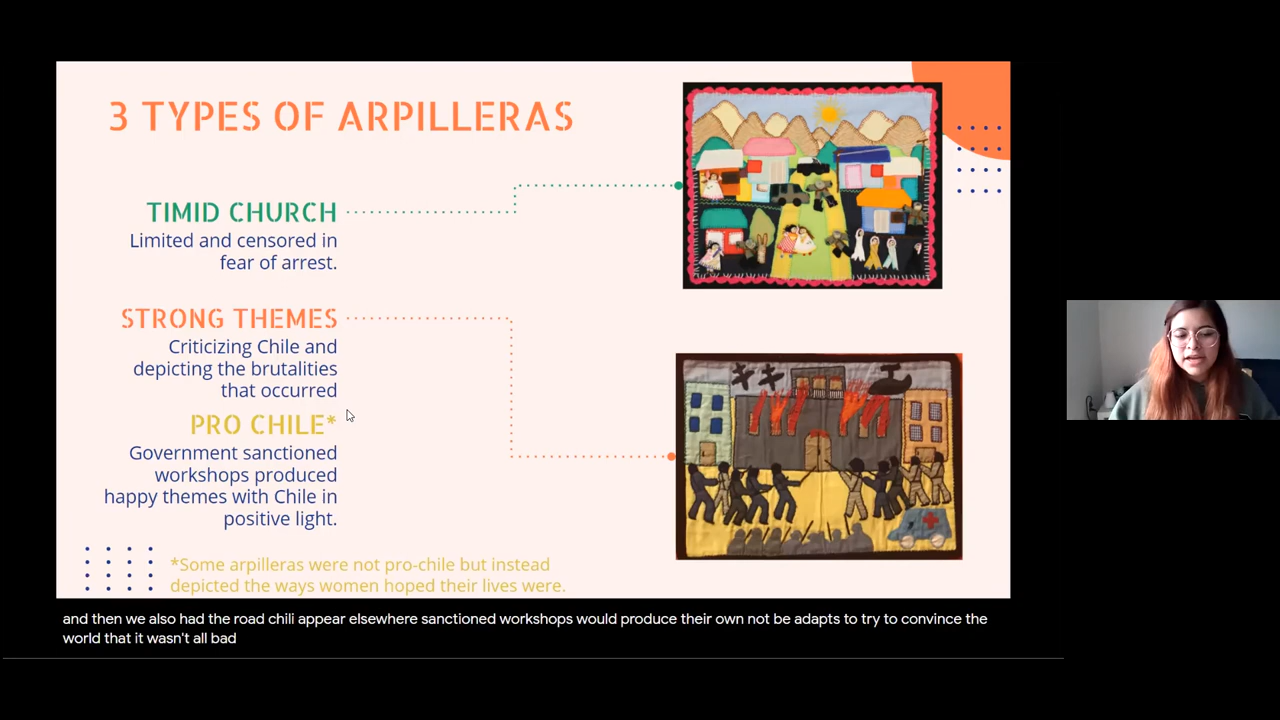 3 TYPES OF ARPILLERAS
TIMID CHURCH
Limited and censored in
fear of arrest.
STRONG THEMES
Criticizing Chile and
depicting the brutalities
that occurred
PRO CHILE*
Government sanctioned
workshops produced
happy themes with Chile in
positive light.
*Some arpilleras were not pro-chile but instead
depicted the ways women hoped their lives were.
and then we also had the road chili appear elsewhere sanctioned workshops would produce their own not be adapts to try to convince the
world that it wasn't all bad